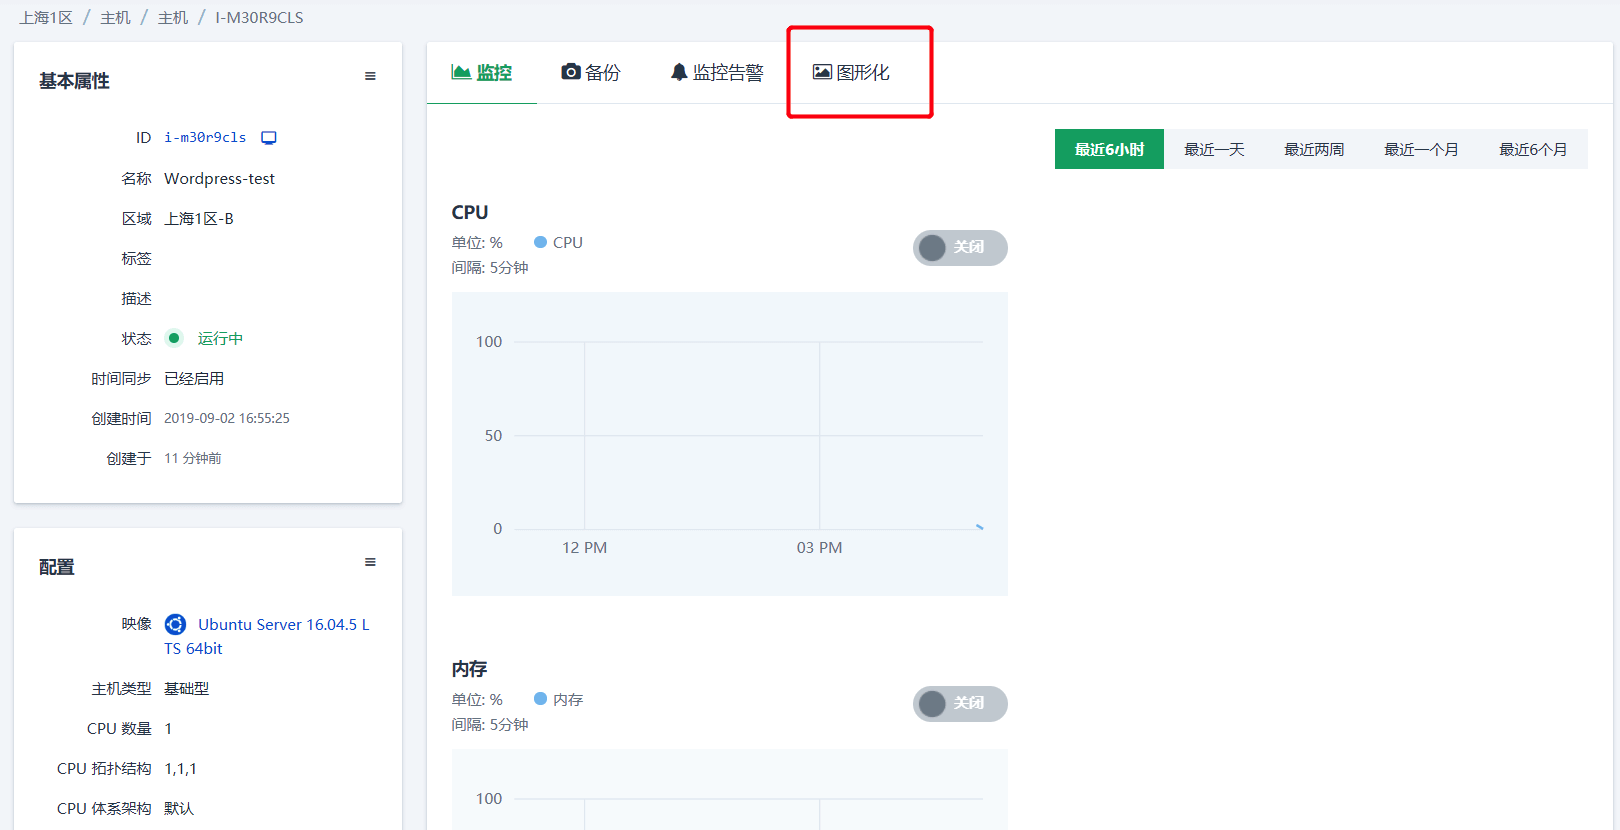 上海1区 / 主机 / 主机 / I-M30R9CLS
基本属性
ID i-m30r9cls
名称 Wordpress-test
区域 上海1区-B
标签
描述
状态 运行中
时间同步 已经启用
创建时间 2019-09-02 16:55:25
创建于 11 分钟前
配置
映像 Ubuntu Server 16.04.5 L
TS 64bit
主机类型 基础型
CPU 数量 1
CPU 拓扑结构 1,1,1
CPU 体系架构 默认
监控 备份 监控告警 图形化
最近6小时 最近一天 最近两周 最近一个月 最近6个月
CPU
单位: % CPU
间隔: 5分钟
关闭
100
50
0
12 PM 03 PM
内存
单位: % 内存
间隔: 5分钟
关闭
100